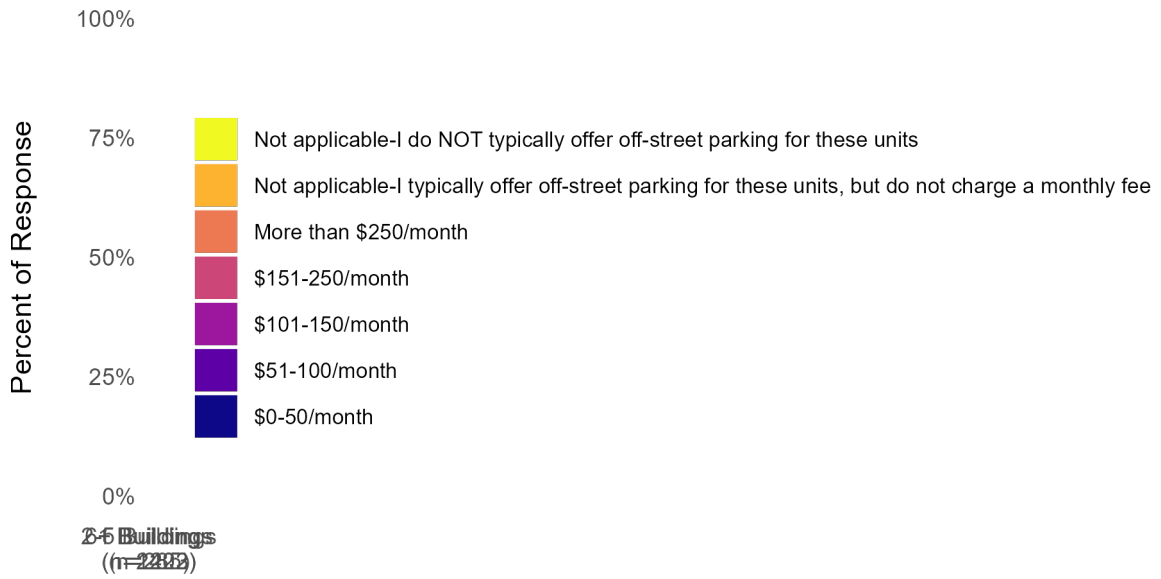 100%
75%
50%
25%
0%
Percent of Response
Not applicable-I do NOT typically offer off-street parking for these units
Not applicable-I typically offer off-street parking for these units, but do not charge a monthly fee
More than $250/month
$151-250/month
$101-150/month
$51-100/month
$0-50/month
Buildings